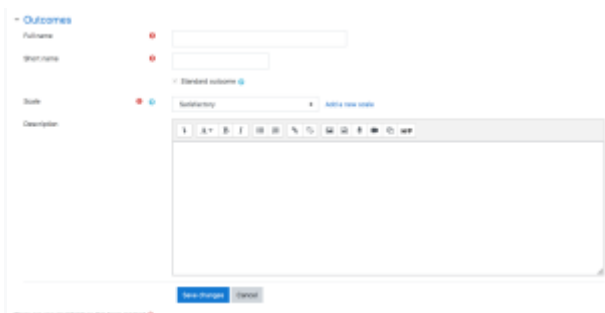 Outcomes
Full name
Short name
Standard outcome
Scale
Satisfactory
Add a new scale
Description
Save changes
Cancel